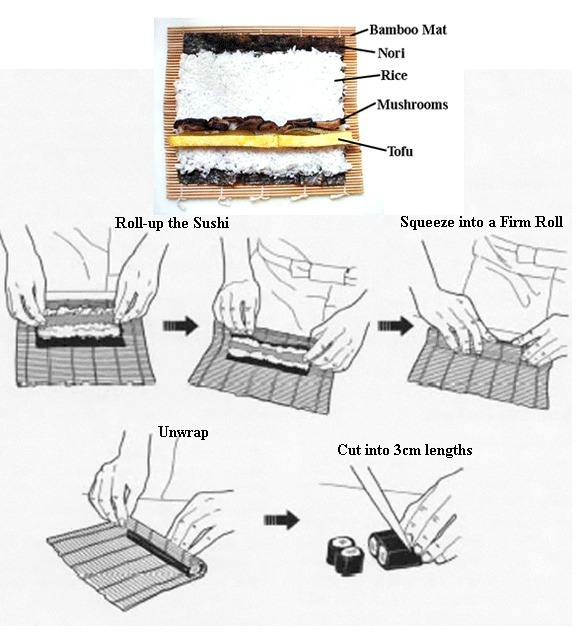 Bamboo Mat
Nori
Rice
Mushrooms
Tofu
Roll-up the Sushi
Squeeze into a Firm Roll
Unwrap
Cut into 3cm lengths